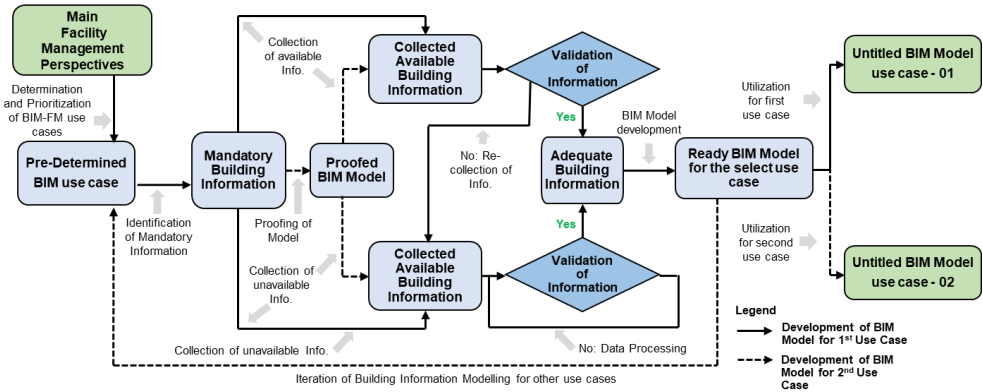 Main
Facility
Management
Perspectives
Determination
and Prioritization
of BIM-FM use
cases
Pre-Determined
BIM use case
Identification
of Mandatory
Information
Mandatory
Building
Information
Collection
of available
Info.
Proofed
BIM Model
Proofing of
Model
Collection of
unavailable
Info.
Collection of unavailable Info.
Collected
Available
Building
Information
Validation
of
Information
Yes
No: Re-
collection of
Info.
Collected
Available
Building
Information
Validation
of
Information
Yes
No: Data Processing
Adequate
Building
Information
BIM Model
development
Ready BIM Model
for the select use
case
Utilization
for first
use case
Untitled BIM Model
use case - 01
Utilization
for second
use case
Untitled BIM Model
use case - 02
Iteration of Building Information Modelling for other use cases
Legend
Development of BIM
Model for 1st Use Case
Development of BIM
Model for 2nd Use
Case